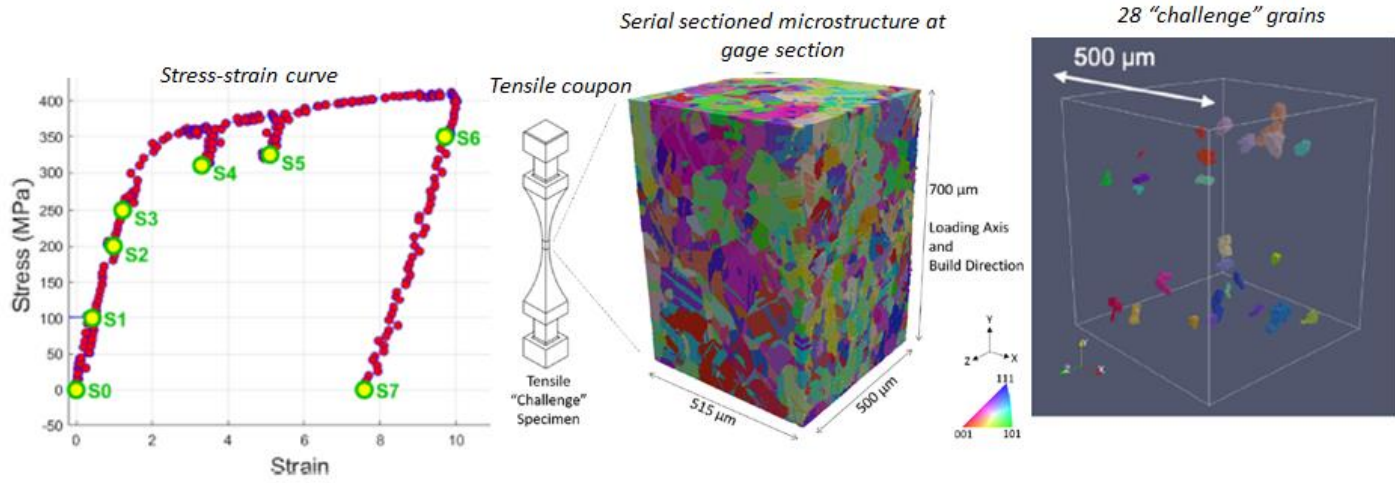 Stress-strain curve
Stress (MPa)
400
350
300
250
200
150
100
50
0
-50
0
2
4
6
8
10
Strain
S0
S1
S2
S3
S4
S5
S6
S7
Tensile coupon
Tensile
“Challenge”
Specimen
Serial sectioned microstructure at
gage section
700 μm
Loading Axis
and
Build Direction
515 μm
500 μm
Y
Z
X
111
001
101
28 “challenge” grains
500 μm
Z
X